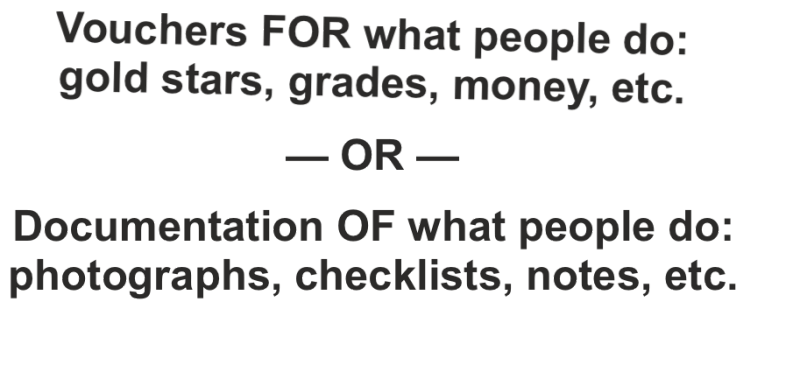 Vouchers FOR what people do:
gold stars, grades, money, etc.
— OR —
Documentation OF what people do:
photographs, checklists, notes, etc.